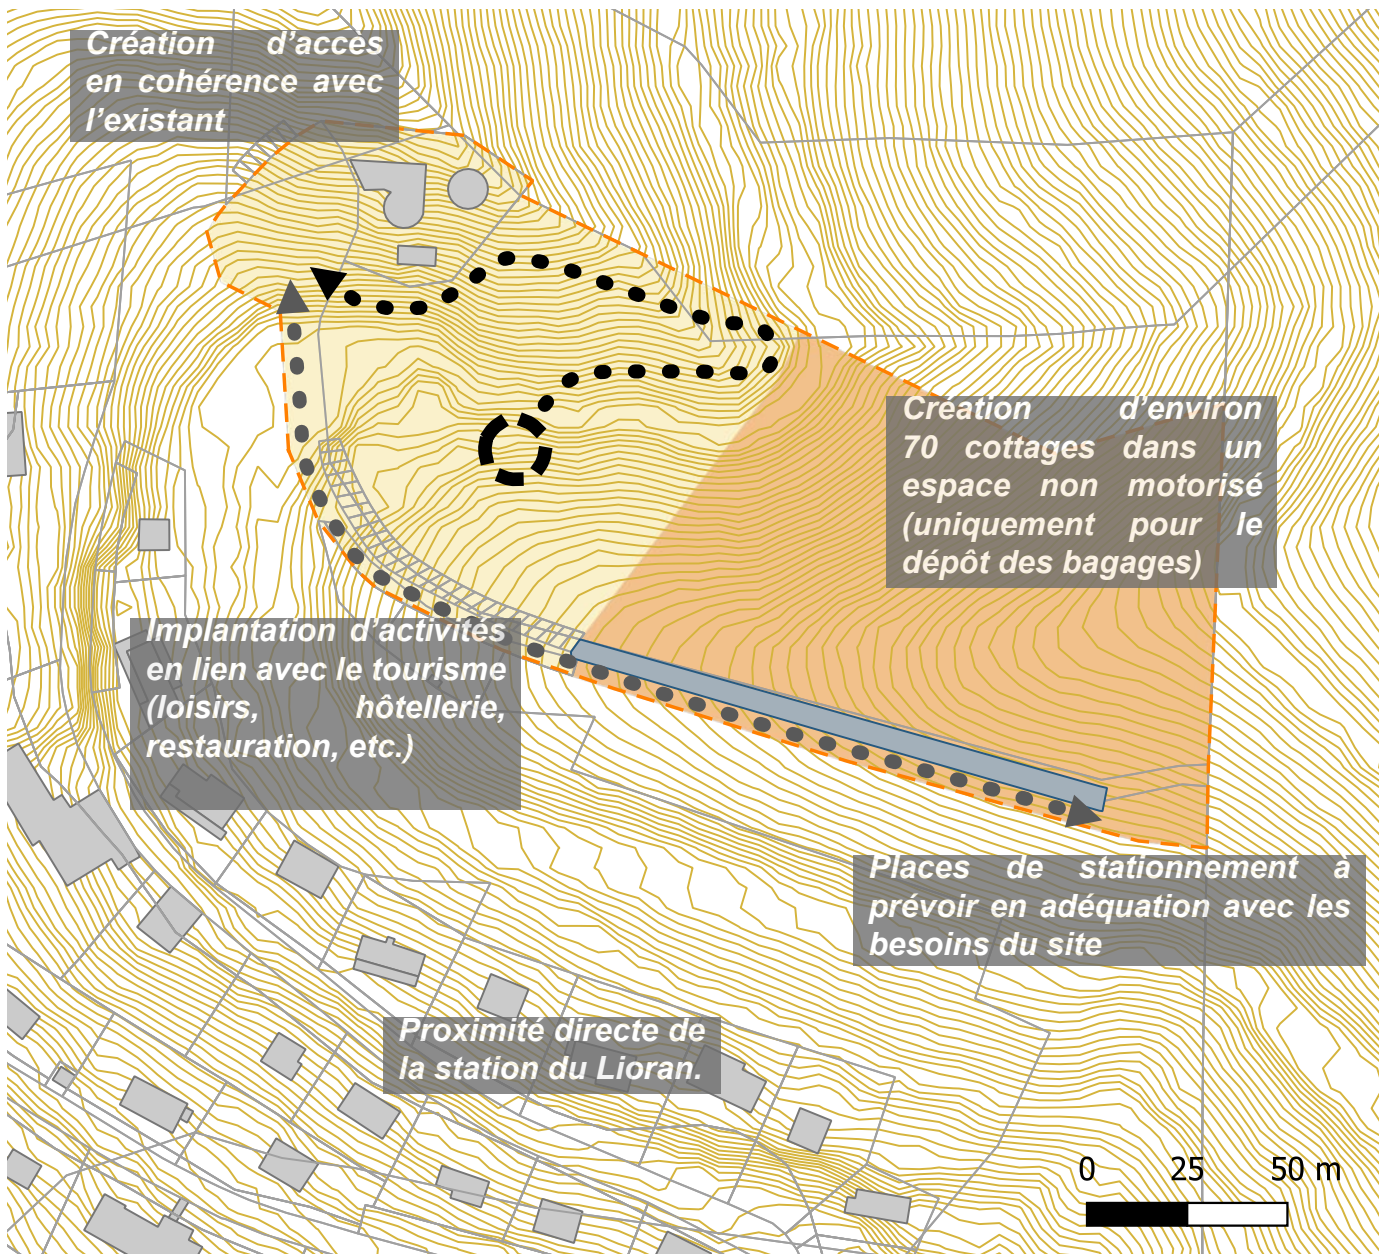 Création d'accès
en cohérence avec
l'existant
Création d'environ
70 cottages dans un
espace non motorisé
(uniquement pour le
dépôt des bagages)
Implantation d'activités
en lien avec le tourisme
(loisirs, hôtellerie,
restauration, etc.)
Places de stationnement à
prévoir en adéquation avec les
besoins du site
Proximité directe de
la station du Lioran.
0 25 50 m